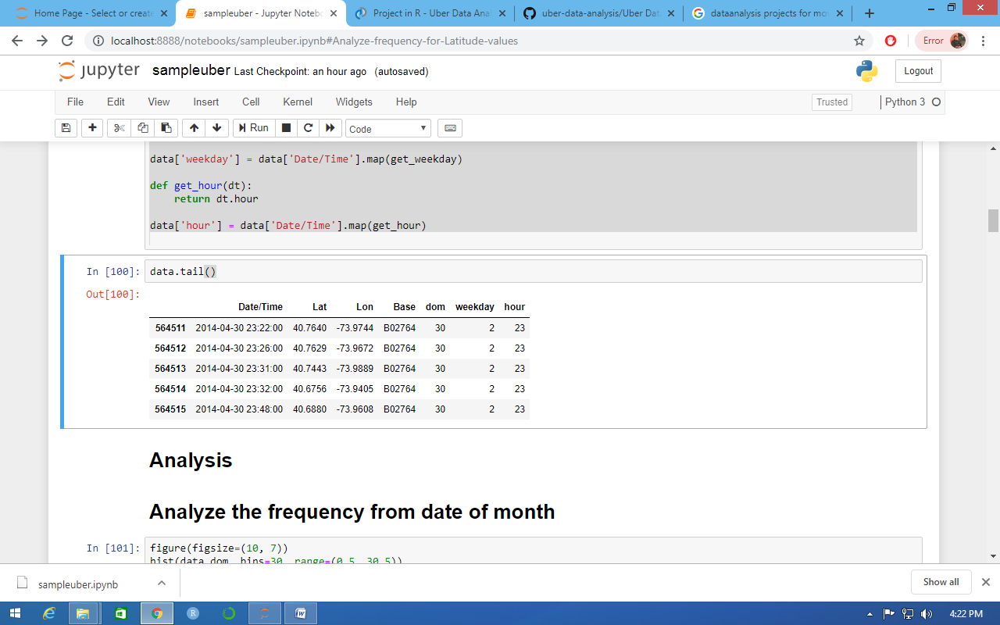 Home Page - Select or create
sampleuber - Jupyter Notebo
Project in R - Uber Data Anal
uber-data-analysis/Uber Dat
dataanalysis projects for mov
localhost:8888/notebooks/sampleuber.ipynb#Analyze-frequency-for-Latitude-values
Error
jupyter sampleuber Last Checkpoint: an hour ago (autosaved)
Logout
File Edit View Insert Cell Kernel Widgets Help
Trusted
Python 3
Run
Code
data['weekday'] = data['Date/Time'].map(get_weekday)
def get_hour(dt):
return dt.hour
data['hour'] = data['Date/Time'].map(get_hour)
In [100]: data.tail()
Out[100]:
Date/Time Lat Lon Base dom weekday hour
564511 2014-04-30 23:22:00 40.7640 -73.9744 B02764 30 2 23
564512 2014-04-30 23:26:00 40.7629 -73.9672 B02764 30 2 23
564513 2014-04-30 23:31:00 40.7443 -73.9889 B02764 30 2 23
564514 2014-04-30 23:32:00 40.6756 -73.9405 B02764 30 2 23
564515 2014-04-30 23:48:00 40.6880 -73.9608 B02764 30 2 23
Analysis
Analyze the frequency from date of month
In [101]: figure(figsize=(10, 7))
hist(data.dom, bins=30, range=(0.5, 30.5))
sampleuber.ipynb
Show all
4:22 PM